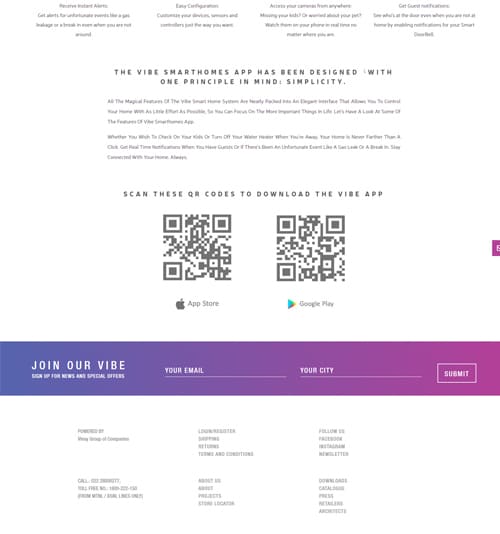 Receive Instant Alerts:
Easy Configuration:
Access your cameras from anywhere:
Get Guest notifications:
Get alerts for unfortunate events like a gas
leakage or a break in even when you are not
around.
Customize your devices, sensors and
controllers just the way you want.
Missing your kids? Or worried about your pet?
Watch them on your phone in real time no
matter where you are.
See who's at the door even when you are not at
home by enabling notifications for your Smart
DoorBell.
THE VIBE SMARTHOMES APP HAS BEEN DESIGNED WITH
ONE PRINCIPLE IN MIND: SIMPLICITY.
All The Magical Features Of The Vibe Smart Home System Are Neatly Packed Into An Elegant Interface That Allows You To Control
Your Home With As Little Effort As Possible, So You Can Focus On The More Important Things In Life. Let's Have A Look At Some Of
The Features Of Vibe Smarthomes App.
Whether You Wish To Check On Your Kids Or Turn Off Your Water Heater When You're Away, Your Home Is Never Farther Than A
Click. Get Real Time Notifications When You Have Guests Or If There's Been An Unfortunate Event Like A Gas Leak Or A Break In. Stay
Connected With Your Home. Always.
SCAN THESE QR CODES TO DOWNLOAD THE VIBE APP
App Store
Google Play
JOIN OUR VIBE
SIGN UP FOR NEWS AND SPECIAL OFFERS
YOUR EMAIL
YOUR CITY
SUBMIT
POWERED BY
Group of Companies
LOGIN/REGISTER
SHIPPING
RETURNS
TERMS AND CONDITIONS
FOLLOW US
FACEBOOK
INSTAGRAM
NEWSLETTER
CALL.:
TOLL FREE NO.: 1800-222-150
(FROM MTNL / BSNL LINES ONLY)
ABOUT US
ABOUT
PROJECTS
STORE LOCATOR
DOWNLOADS
CATALOGUE
PRESS
RETAILERS
ARCHITECTS